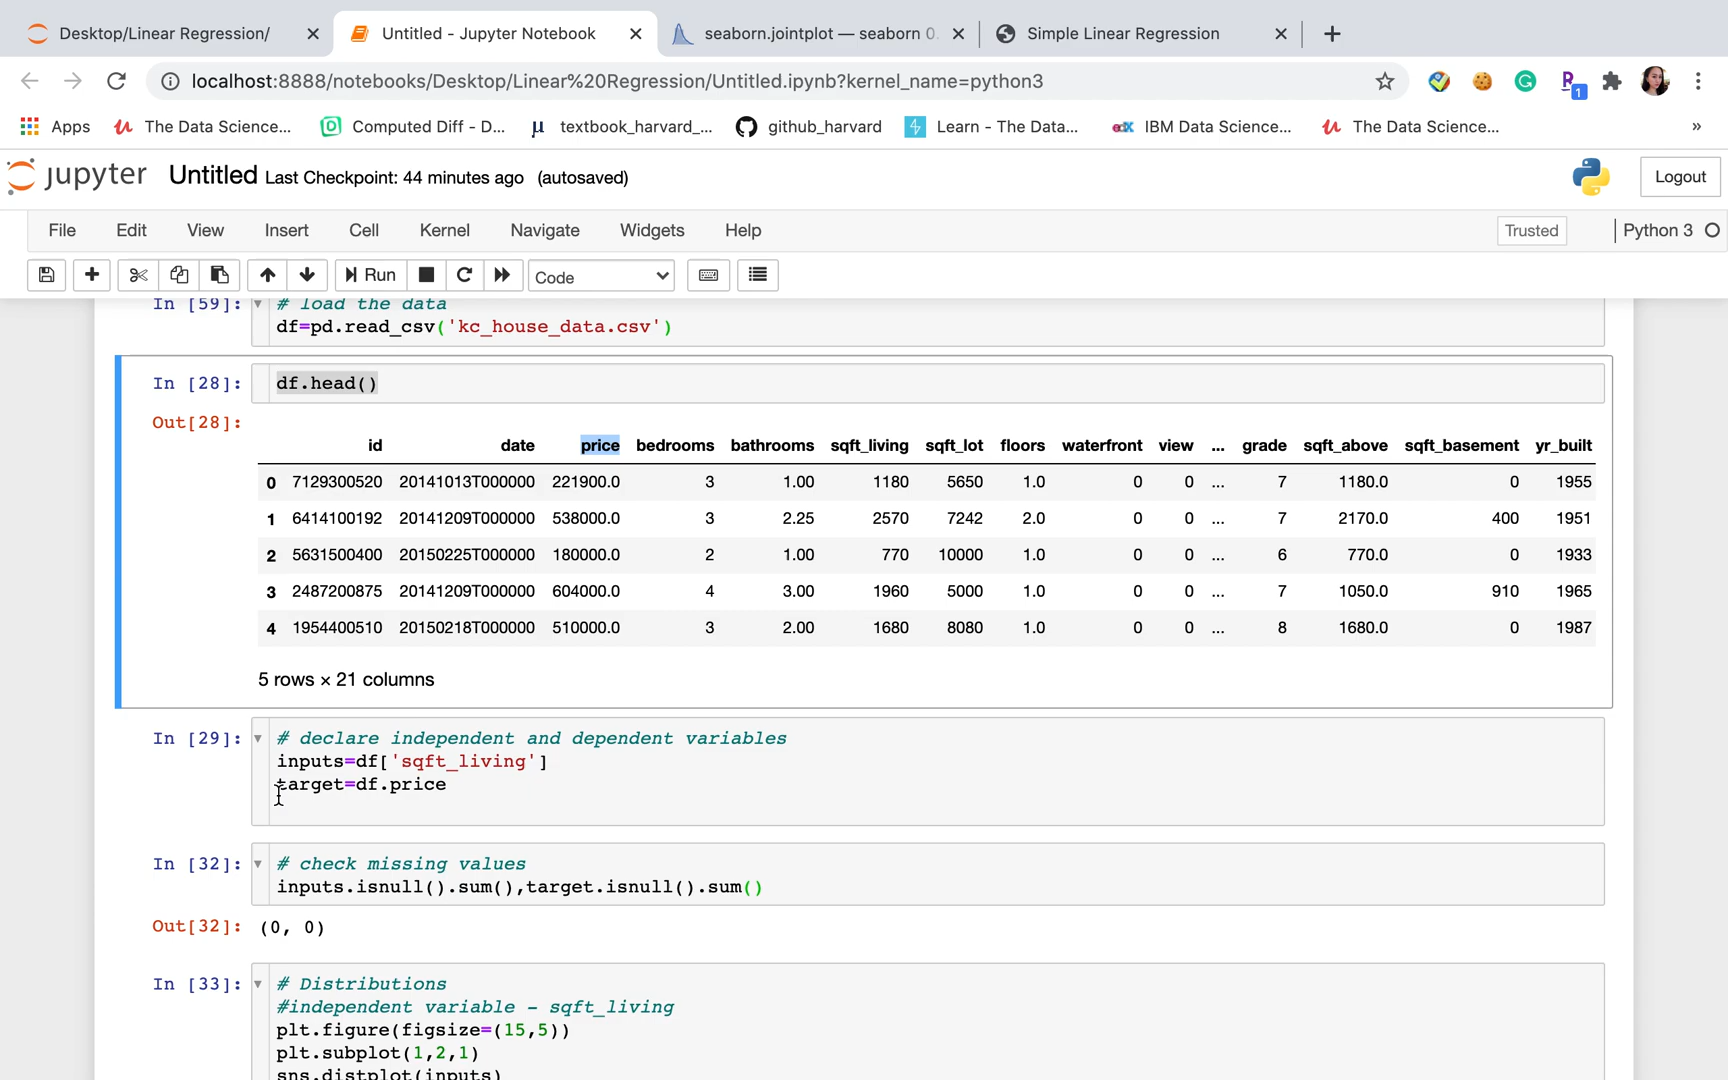 Desktop/Linear Regression/
Untitled - Jupyter Notebook
seaborn.jointplot — seaborn 0.
Simple Linear Regression
localhost:8888/notebooks/Desktop/Linear%20Regression/Untitled.ipynb?kernel_name=python3
1
Apps The Data Science... Computed Diff - D... textbook_harvard_... github_harvard Learn - The Data... IBM Data Science... The Data Science... »
jupyter Untitled Last Checkpoint: 44 minutes ago (autosaved)
Logout
File Edit View Insert Cell Kernel Navigate Widgets Help
Trusted Python 3
Run Code
In [59]: # load the data
df=pd.read_csv('kc_house_data.csv')
In [28]: df.head()
Out[28]:
id date price bedrooms bathrooms sqft_living sqft_lot floors waterfront view ... grade sqft_above sqft_basement yr_built
0 7129300520 20141013T000000 221900.0 3 1.00 1180 5650 1.0 0 0 ... 7 1180.0 0 1955
1 6414100192 20141209T000000 538000.0 3 2.25 2570 7242 2.0 0 0 ... 7 2170.0 400 1951
2 5631500400 20150225T000000 180000.0 2 1.00 770 10000 1.0 0 0 ... 6 770.0 0 1933
3 2487200875 20141209T000000 604000.0 4 3.00 1960 5000 1.0 0 0 ... 7 1050.0 910 1965
4 1954400510 20150218T000000 510000.0 3 2.00 1680 8080 1.0 0 0 ... 8 1680.0 0 1987
5 rows × 21 columns
In [29]: # declare independent and dependent variables
inputs=df['sqft_living']
target=df.price
In [32]: # check missing values
inputs.isnull().sum(),target.isnull().sum()
Out[32]: (0, 0)
In [33]: # Distributions
#independent variable - sqft_living
plt.figure(figsize=(15,5))
plt.subplot(1,2,1)
sns.distplot(inputs)